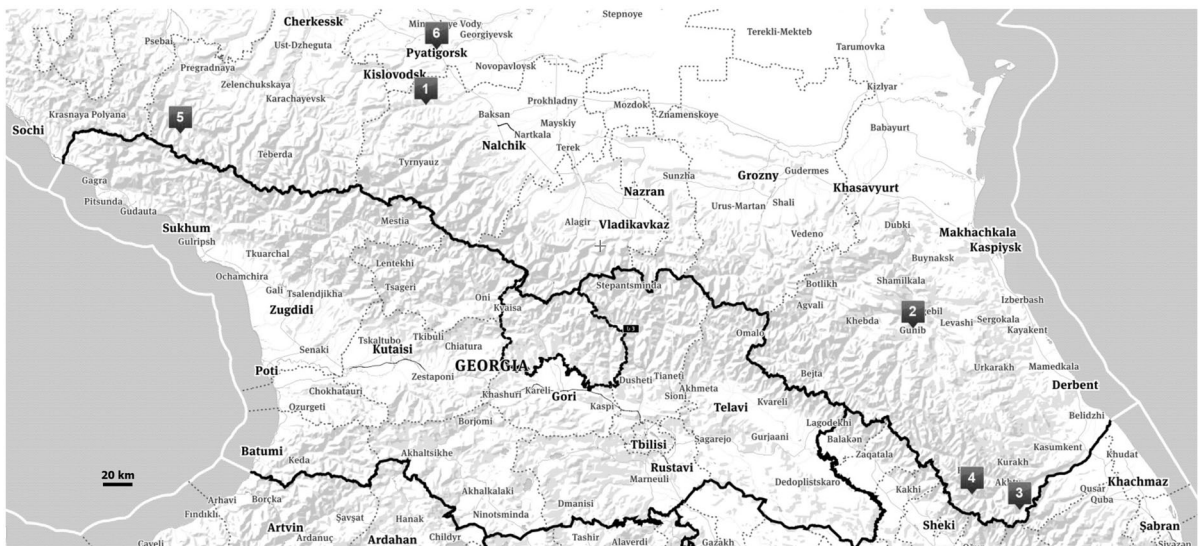 Stepnoye
Cherkessk
6
Georgiyevsk
Terekli-Mekteb
Psebai
Ust-Dzheguta
Pyatigorsk
Tarumovka
Pregradnaya
Novopavlovsk
Kislovodsk
Zelenchukskaya
1
Kizlyar
Karachayevsk
Prokhladny
Mozdok
Krasnaya Polyana
5
Baksan
Mayskiy
Znamenskoye
Sochi
Nartkala
Babayurt
Nalchik
Terek
Teberda
Tyrnyauz
Grozny
Gudermes
Sunzha
Gagra
Nazran
Khasavyurt
Pitsunda
Urus-Martan
Shali
Gudauta
Mestia
Alagir
Vladikavkaz
Dubki
Sukhum
Vedeno
Makhachkala
Gulripsh
Kaspiysk
Tkuarchal
Buynaksk
Lentekhi
Ochamchira
Stepantsminda
Botlikh
Shamilkala
Gali
Tsalendjikha
Tsageri
Oni
Agvali
Izberbash
Zugdidi
Kvaisa
2
Khebda
Gunib
Levashi
Sergokala
Kayakent
Omalo
Tskaltubo
Tkibuli
Senaki
Kutaisi
Chiatura
GEORGIA
Poti
Zestaponi
Dusheti
Tianeti
Bejta
Urkarakh
Mamedkala
Chokhatauri
Khashuri
Kareli
Sioni
Akhmeta
Derbent
Ozurgeti
Gori
Kaspi
Telavi
Kvareli
Borjomi
Lagodekhi
Belidzhi
Batumi
Tbilisi
Sagarejo
Gurjaani
Balakan
Keda
Akhaltsikhe
Zaqatala
Kasumkent
Khudat
Rustavi
Kurakh
20 km
Marneuli
Dedoplistskaro
4
Khachmaz
Arhavi
Borçka
Akhalkalaki
Kakhi
3
Qusar
Quba
Fındıklı
Dmanisi
Artvin
Şavşat
Hanak
Ninotsminda
Sheki
Şabran
Ardanuç
Ardahan
Childyr
Tashir
Alaverdi
Gazakh